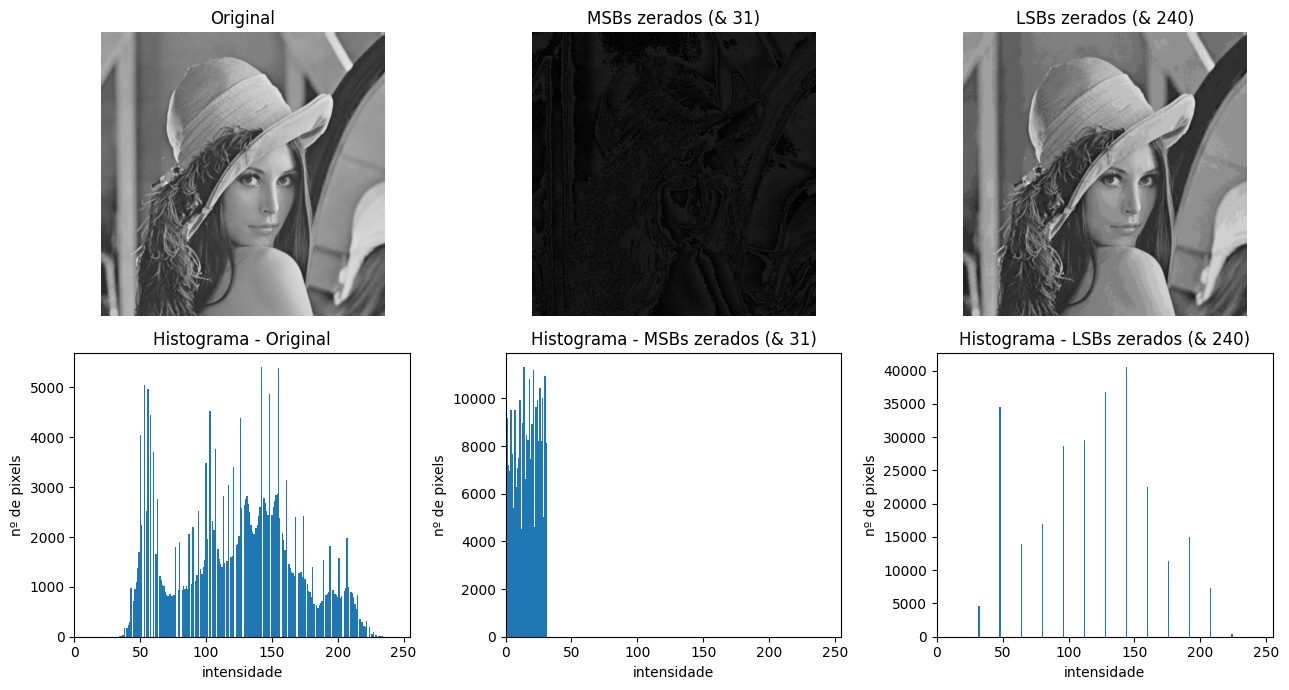 Original
MSBs zerados (& 31)
LSBs zerados (& 240)
Histograma - Original
Histograma - MSBs zerados (& 31)
Histograma - LSBs zerados (& 240)
nº de pixels
5000
4000
3000
2000
1000
0
0 50 100 150 200 250
intensidade
nº de pixels
10000
8000
6000
4000
2000
0
0 50 100 150 200 250
intensidade
nº de pixels
40000
35000
30000
25000
20000
15000
10000
5000
0
0 50 100 150 200 250
intensidade